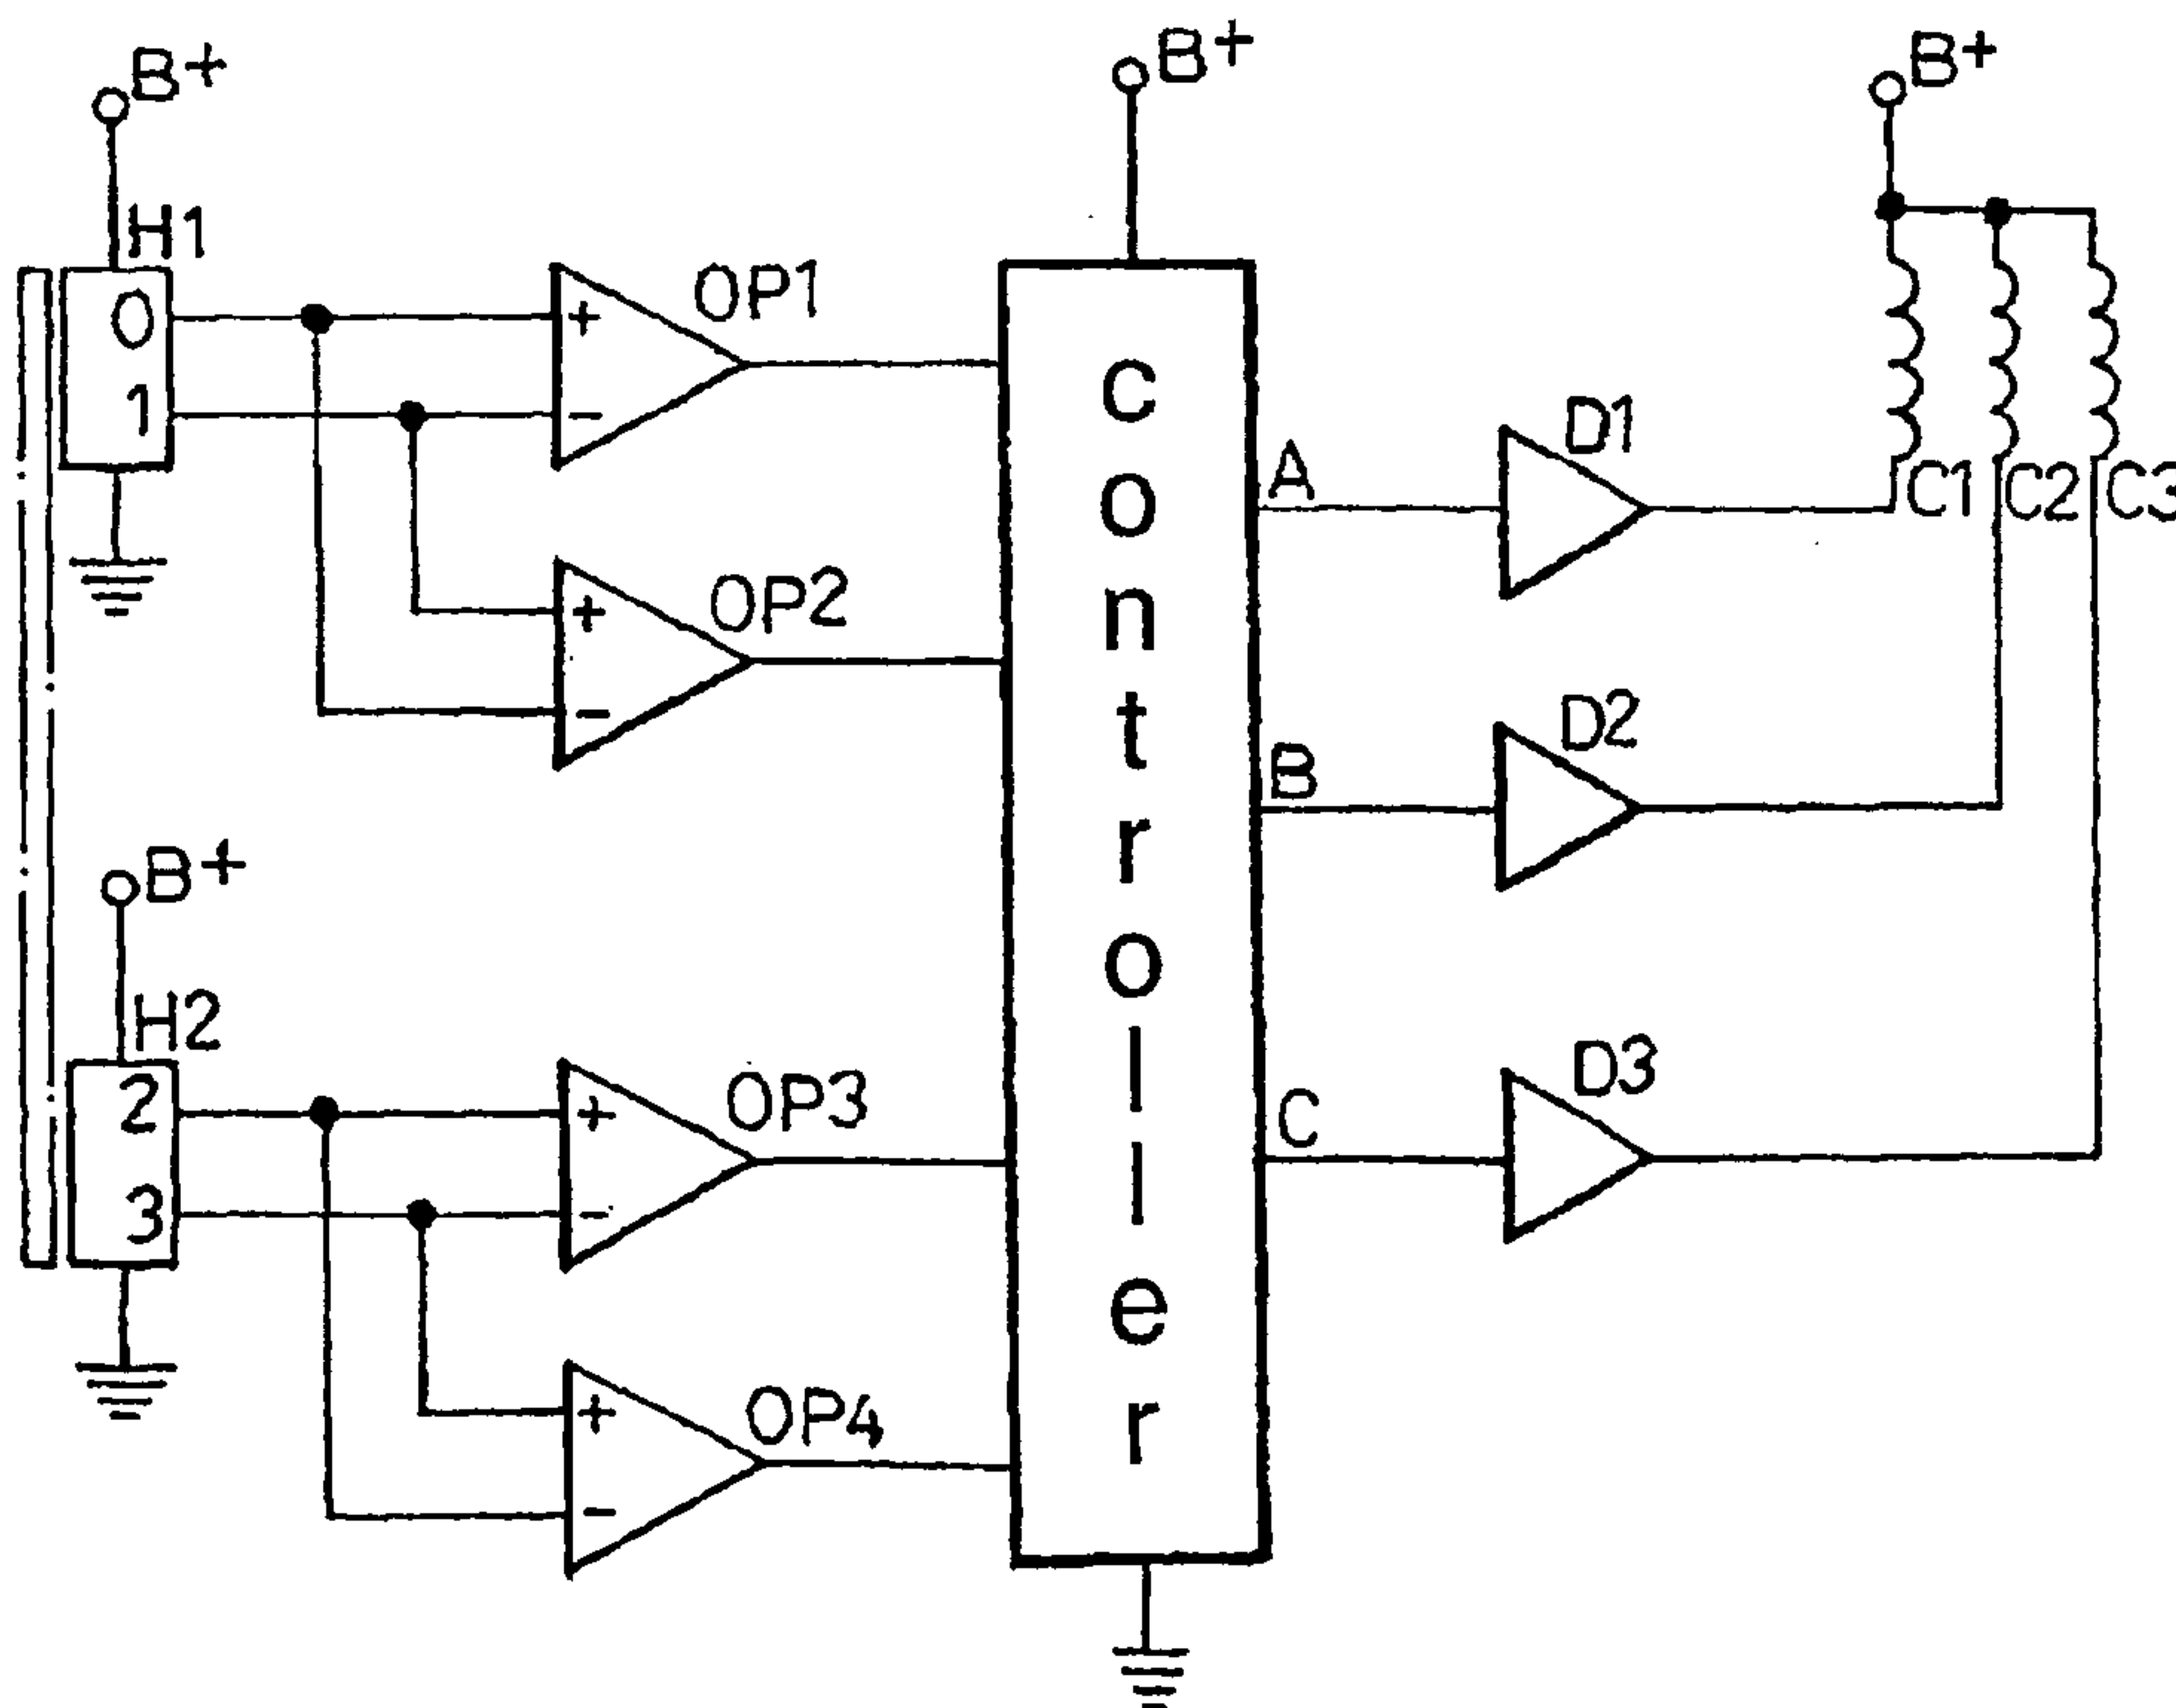 B+
B+
B+
H1
0
1
OP1
+
-
OP2
+
-
Controller
A
D1
C1 C2 C3
B
D2
B+
H2
2
3
OP3
+
-
C
D3
OP4
+
-